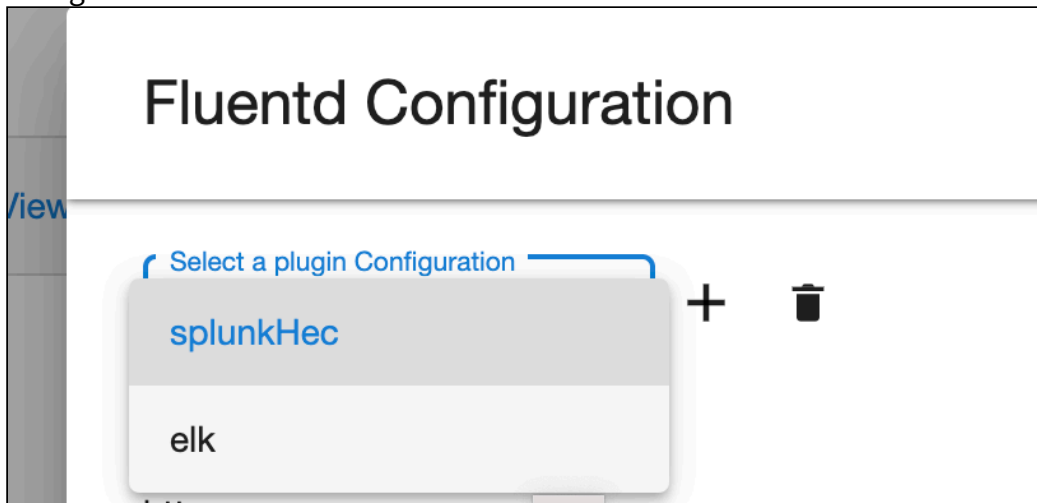 Fluentd Configuration
View
Select a plugin Configuration
splunkHec
elk